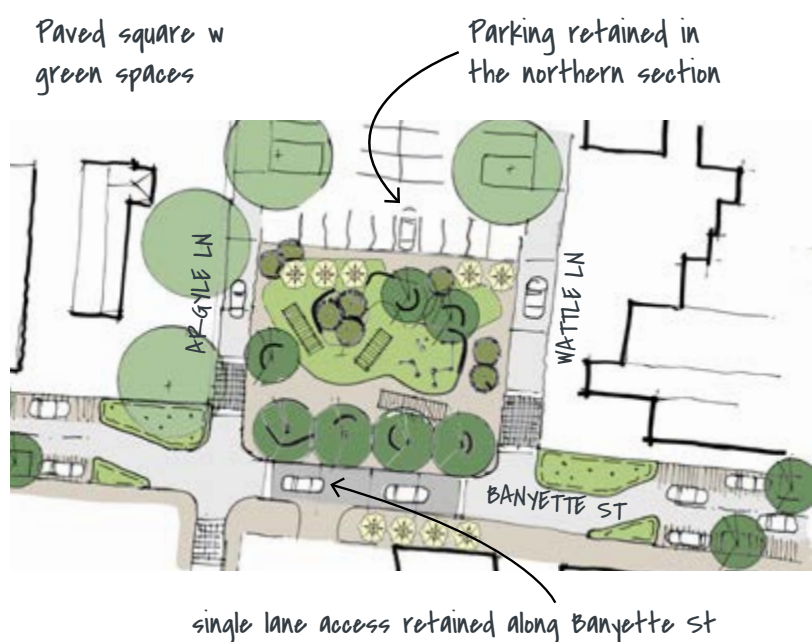 Paved square w
green spaces
Parking retained in
the northern section
ARGYLE LN
WATTLE LN
BANYETTE ST
single lane access retained along Banyette St